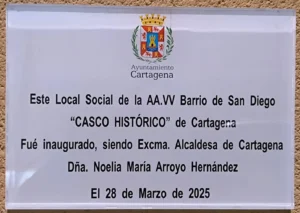 Ayuntamiento
Cartagena
Este Local Social de la AA.VV Barrio de San Diego
“CASCO HISTÓRICO” de Cartagena
Fué inaugurado, siendo Excma. Alcaldesa de Cartagena
Dña. Noelia María Arroyo Hernández
El 28 de Marzo de 2025